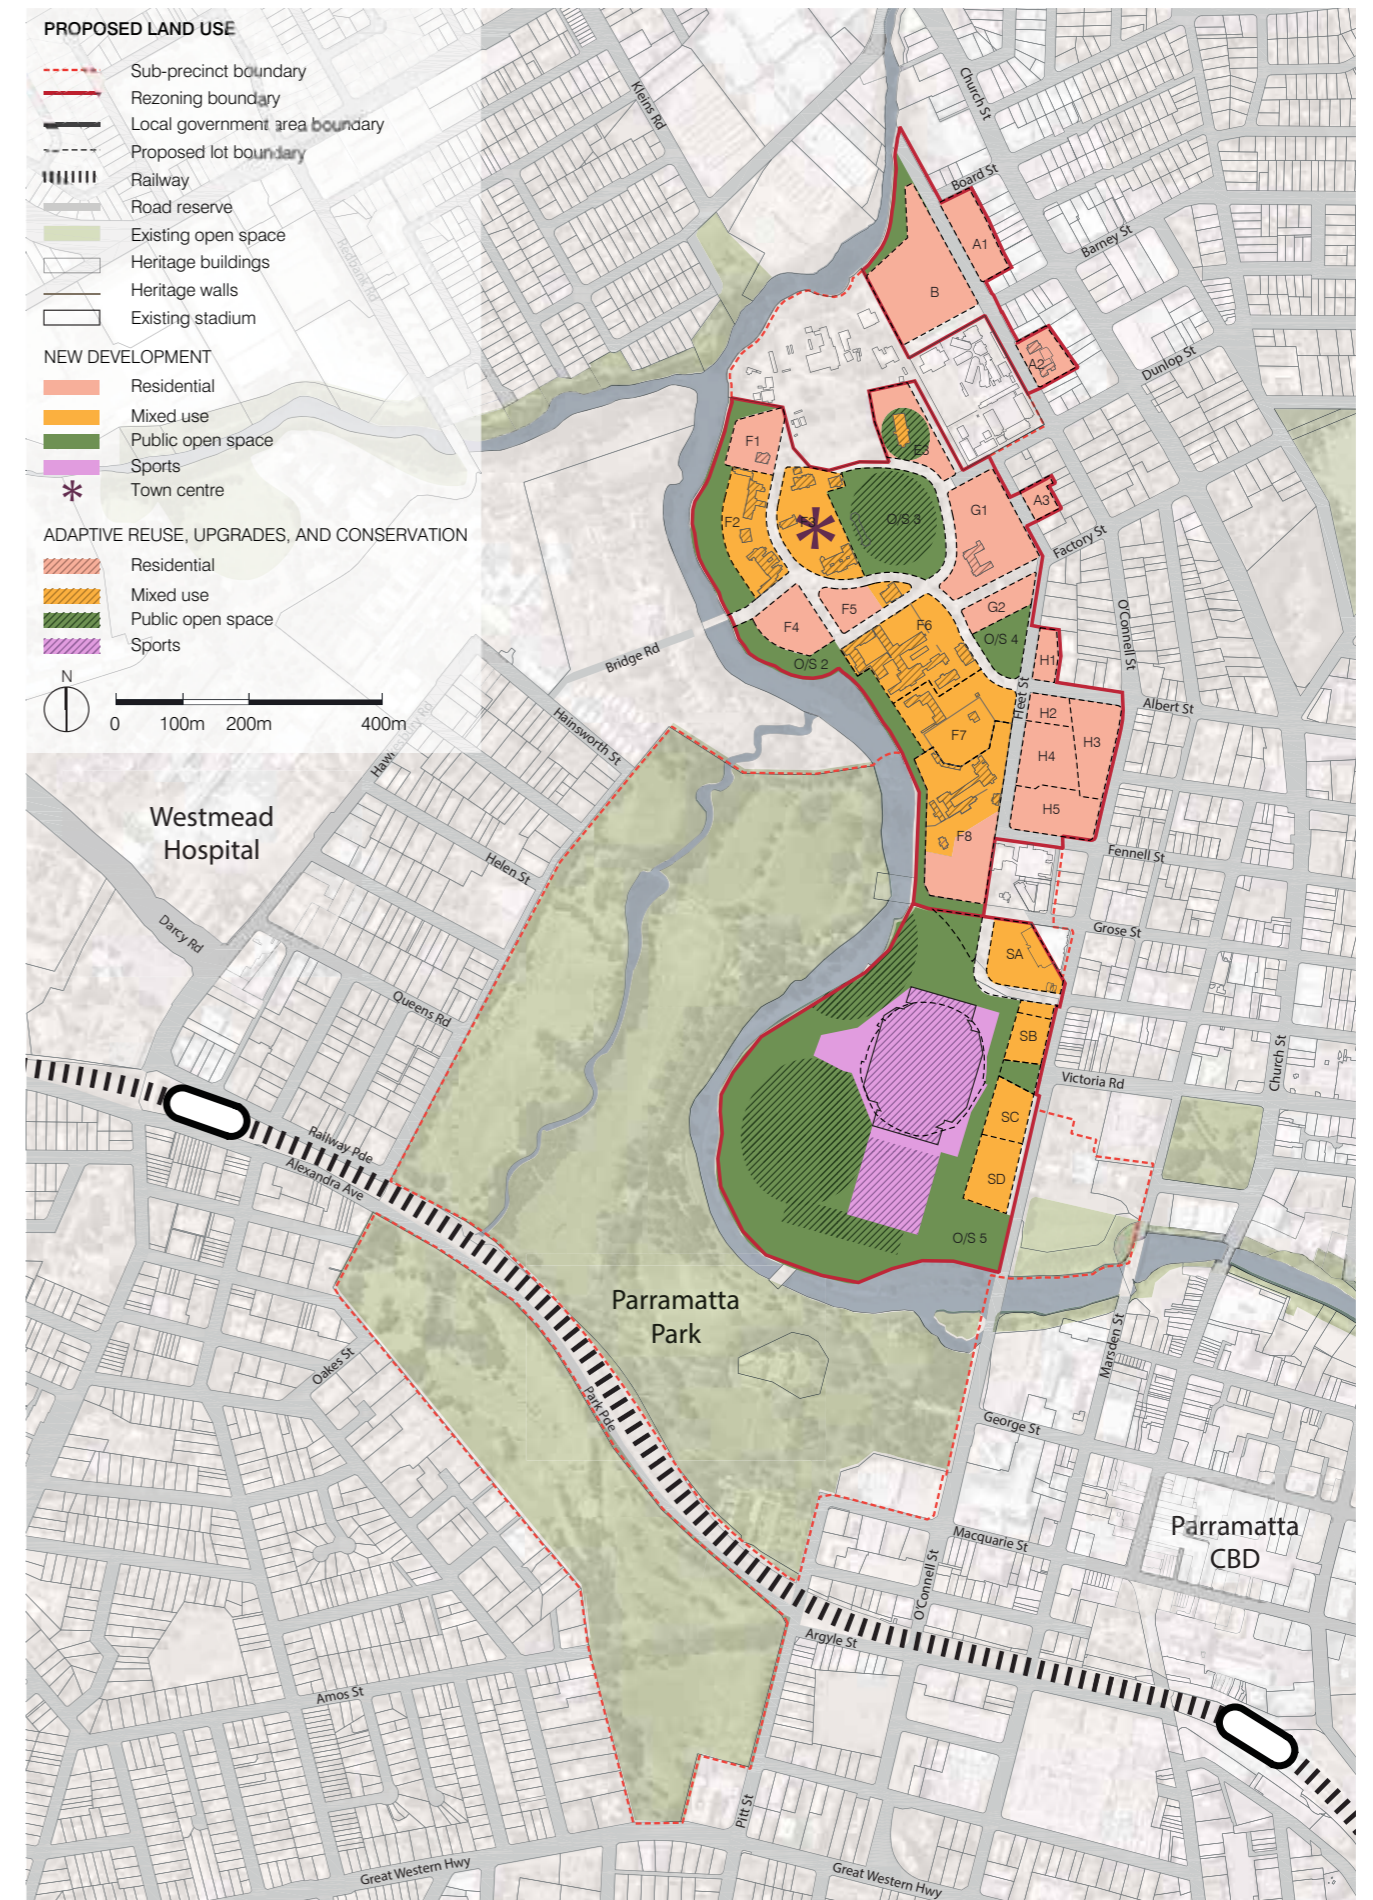 PROPOSED LAND USE
Sub-precinct boundary
Rezoning boundary
Local government area boundary
Proposed lot boundary
Railway
Road reserve
Existing open space
Heritage buildings
Heritage walls
Existing stadium
NEW DEVELOPMENT
Residential
Mixed use
Public open space
Sports
Town centre
ADAPTIVE REUSE, UPGRADES, AND CONSERVATION
Residential
Mixed use
Public open space
Sports
N
0 100m 200m 400m
Kleins Rd
Church St
Board St
Barney St
Dunlop St
A1
B
A2
E3
F1
F2
O/S 3
G1
A3
Factory St
O'Connell St
F4
F5
F6
G2
O/S 4
O/S 2
Bridge Rd
H1
Fleet St
Albert St
H2
H3
H4
H5
F7
F8
Hainsworth St
Westmead
Hospital
Helen St
Darcy Rd
Queens Rd
Fennell St
Grose St
SA
SB
Victoria Rd
Church St
SC
SD
O/S 5
Railway Pde
Alexandra Ave
Parramatta
Park
Oakes St
Park Pde
Marsden St
George St
Macquarie St
O'Connell St
Parramatta
CBD
Argyle St
Amos St
Pitt St
Great Western Hwy
Great Western Hwy